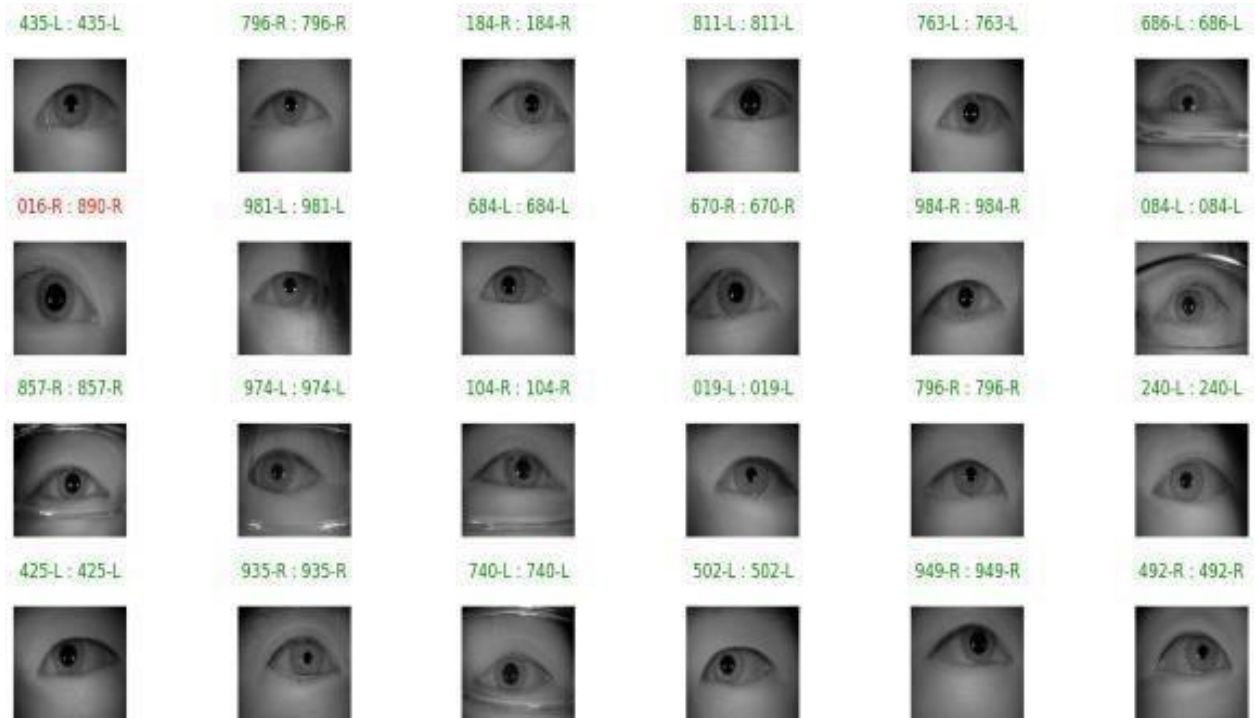 435-L : 435-L 796-R : 796-R 184-R : 184-R 811-L : 811-L 763-L : 763-L 686-L : 686-L
016-R : 890-R 981-L : 981-L 684-L : 684-L 670-R : 670-R 984-R : 984-R 084-L : 084-L
857-R : 857-R 974-L : 974-L 104-R : 104-R 019-L : 019-L 796-R : 796-R 240-L : 240-L
425-L : 425-L 935-R : 935-R 740-L : 740-L 502-L : 502-L 949-R : 949-R 492-R : 492-R